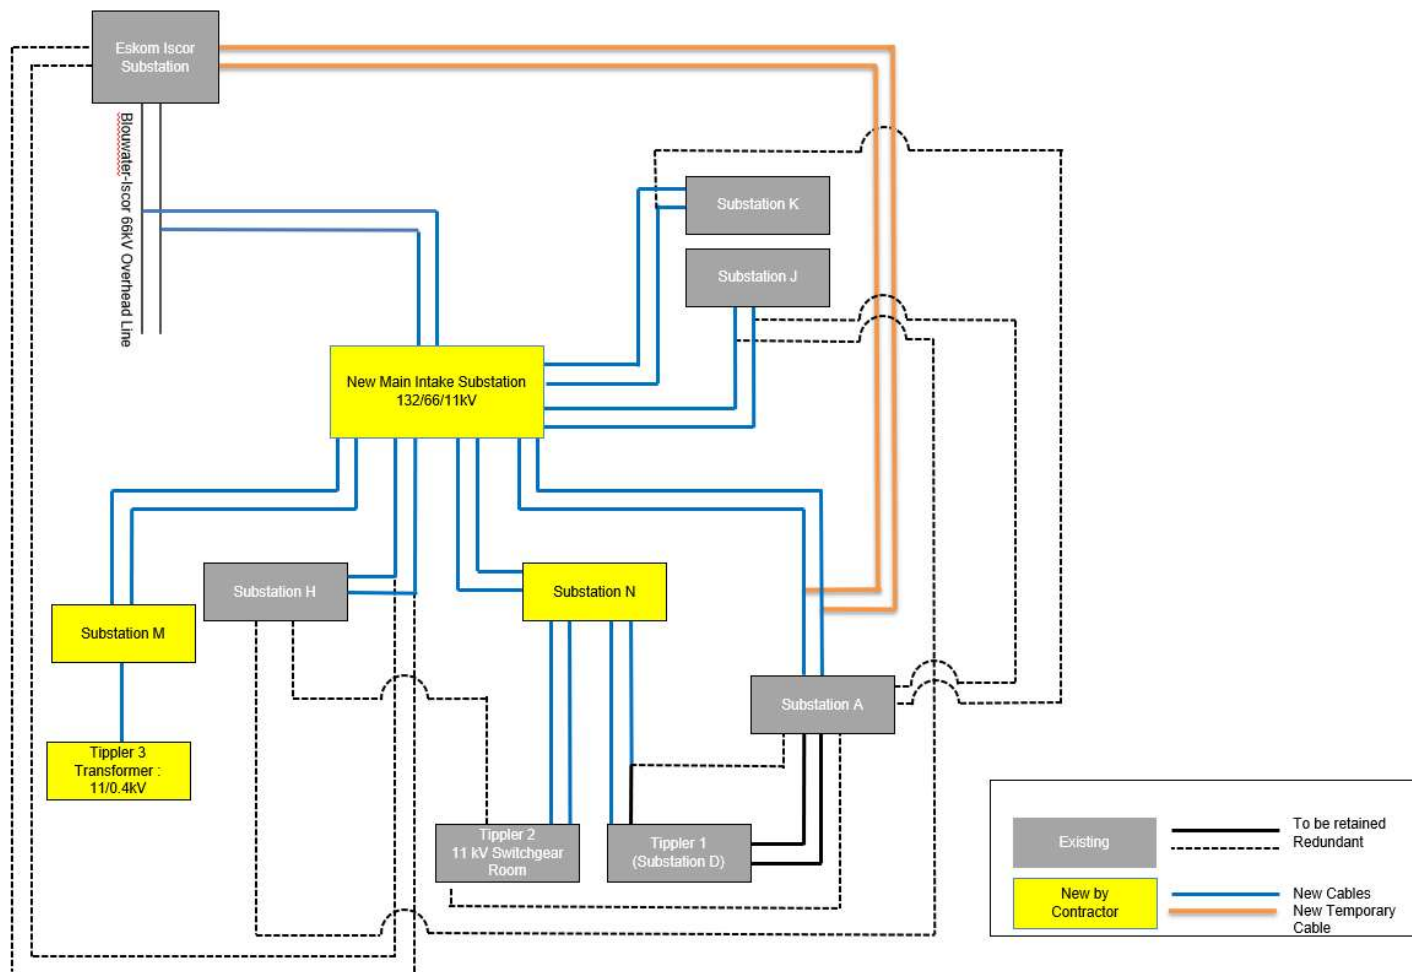 Eskom Iscor
Substation
Blouwater-Iscor 66kV Overhead Line
Substation K
Substation J
New Main Intake Substation
132/66/11kV
Substation H
Substation N
Substation M
Substation A
Tippler 3
Transformer :
11/0.4kV
Tippler 2
11 kV Switchgear
Room
Tippler 1
(Substation D)
Existing
To be retained
Redundant
New by
Contractor
New Cables
New Temporary
Cable